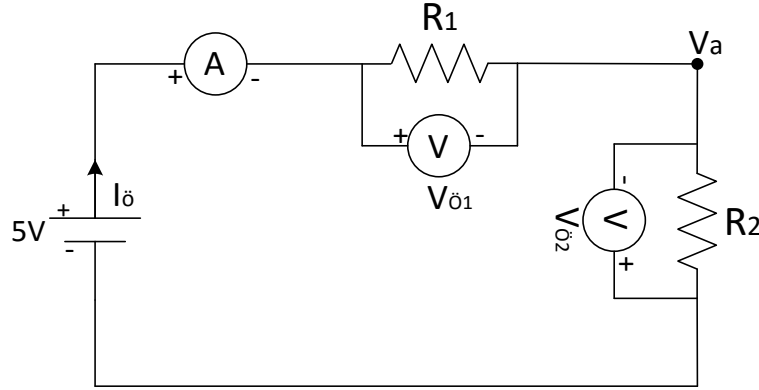 R1
Va
+ A -
+ V -
VÖ1
Iö
+
5V
-
-
V
VÖ2
+
R2